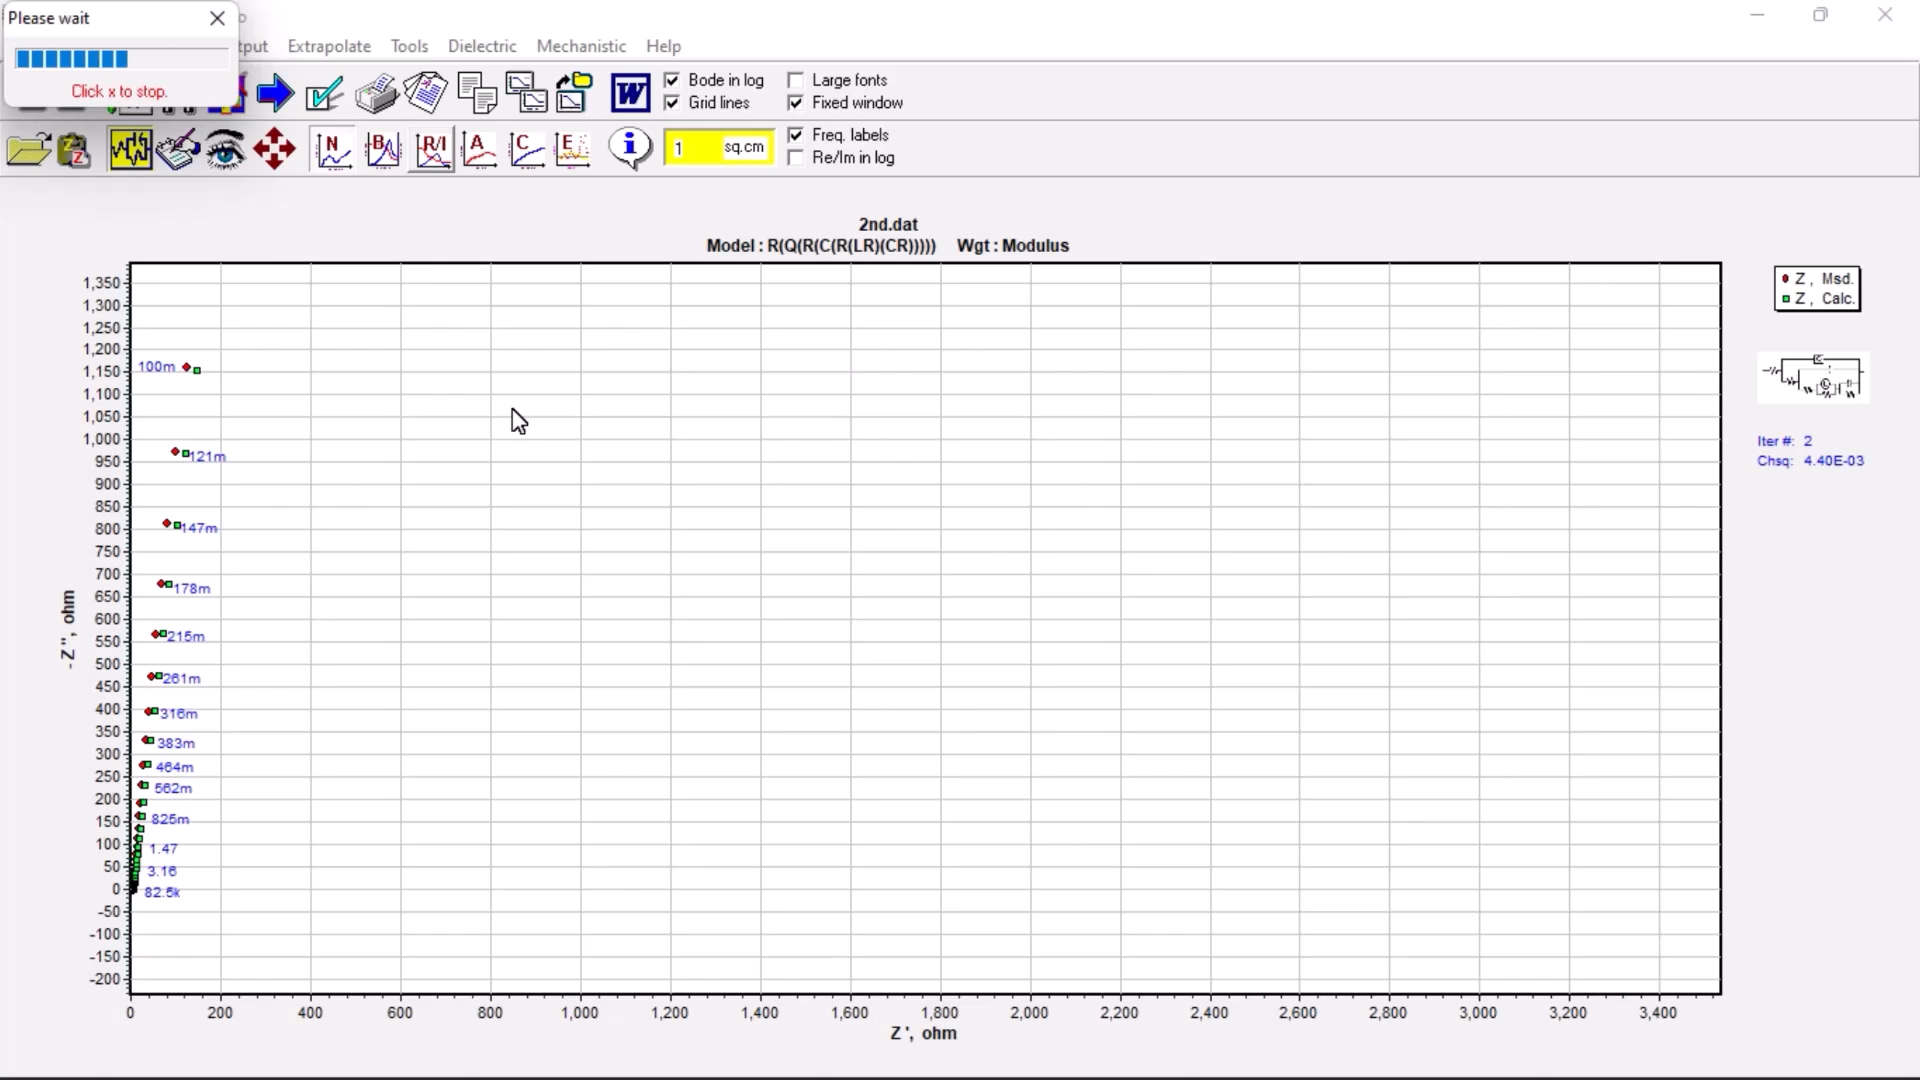 Please wait
Click x to stop.
Extrapolate Tools Dielectric Mechanistic Help
Bode in log
Large fonts
Grid lines
Fixed window
W
N
B
R/I
A
C
E
i
1 sq.cm
Freq. labels
Re/Im in log
2nd.dat
Model : R(Q(R(C(R(LR)(CR))))) Wgt : Modulus
Z , Msd.
Z , Calc.
Iter #: 2
Chsq: 4.40E-03
-Z", ohm
1,350
1,300
1,250
1,200
1,150
1,100
1,050
1,000
950
900
850
800
750
700
650
600
550
500
450
400
350
300
250
200
150
100
50
0
-50
-100
-150
-200
100m
121m
147m
178m
215m
261m
316m
383m
464m
562m
825m
1.47
3.16
82.5k
0 200 400 600 800 1,000 1,200 1,400 1,600 1,800 2,000 2,200 2,400 2,600 2,800 3,000 3,200 3,400
Z ', ohm